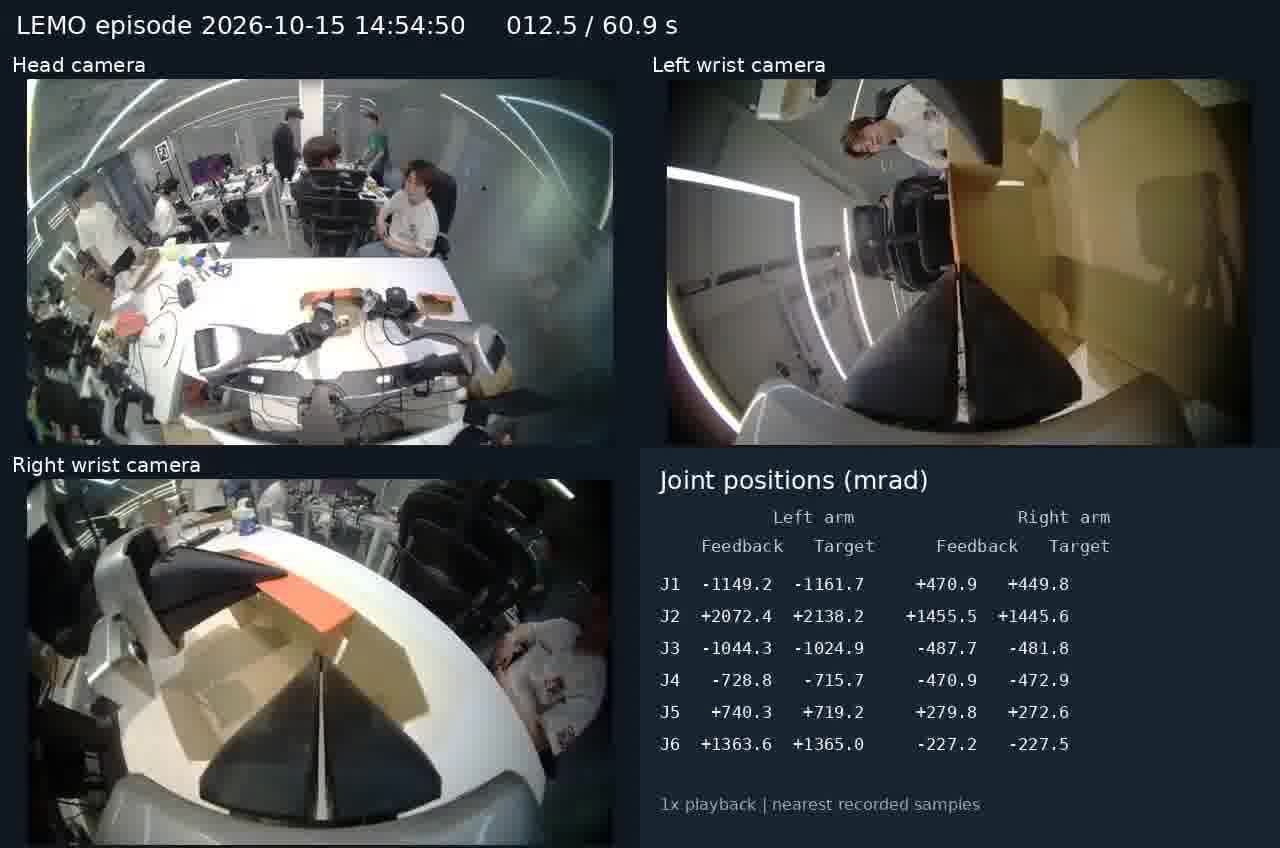 LEMO episode 2026-10-15 14:54:50 012.5 / 60.9 s
Head camera
Left wrist camera
Right wrist camera
Joint positions (mrad)
Left arm Right arm
Feedback Target Feedback Target
J1 -1149.2 -1161.7 +470.9 +449.8
J2 +2072.4 +2138.2 +1455.5 +1445.6
J3 -1044.3 -1024.9 -487.7 -481.8
J4 -728.8 -715.7 -470.9 -472.9
J5 +740.3 +719.2 +279.8 +272.6
J6 +1363.6 +1365.0 -227.2 -227.5
1x playback | nearest recorded samples